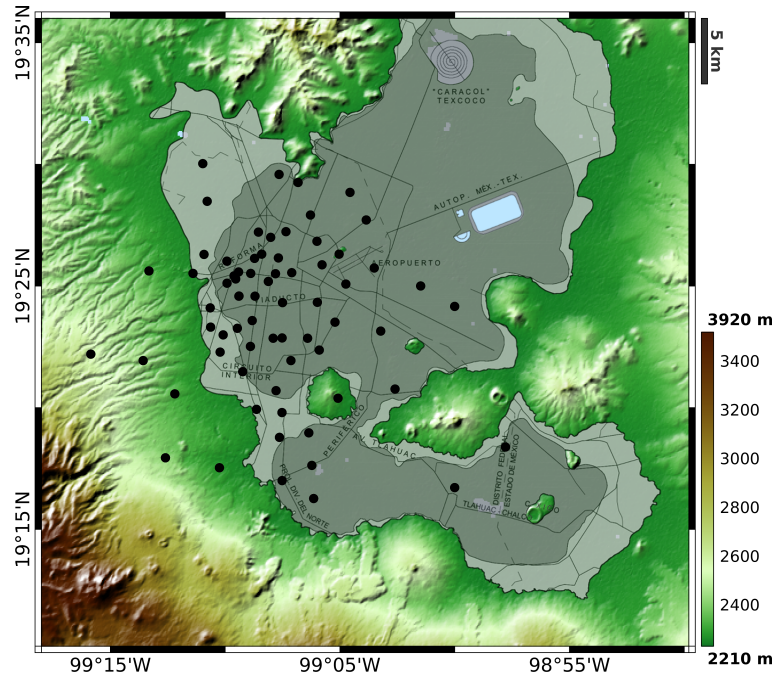 19°35'N
19°25'N
19°15'N
99°15'W
99°05'W
98°55'W
5 km
"CARACOL"
TEXCOCO
AUTOP. MEX.-TEX.
REFORMA
AEROPUERTO
VIADUCTO
CIRCUITO
INTERIOR
PERIFERICO
AV. TLAHUAC
PROL. DIV. DEL NORTE
DISTRITO FEDERAL
ESTADO DE MÉXICO
TLAHUAC-CHALCO
3920 m
3400
3200
3000
2800
2600
2400
2210 m